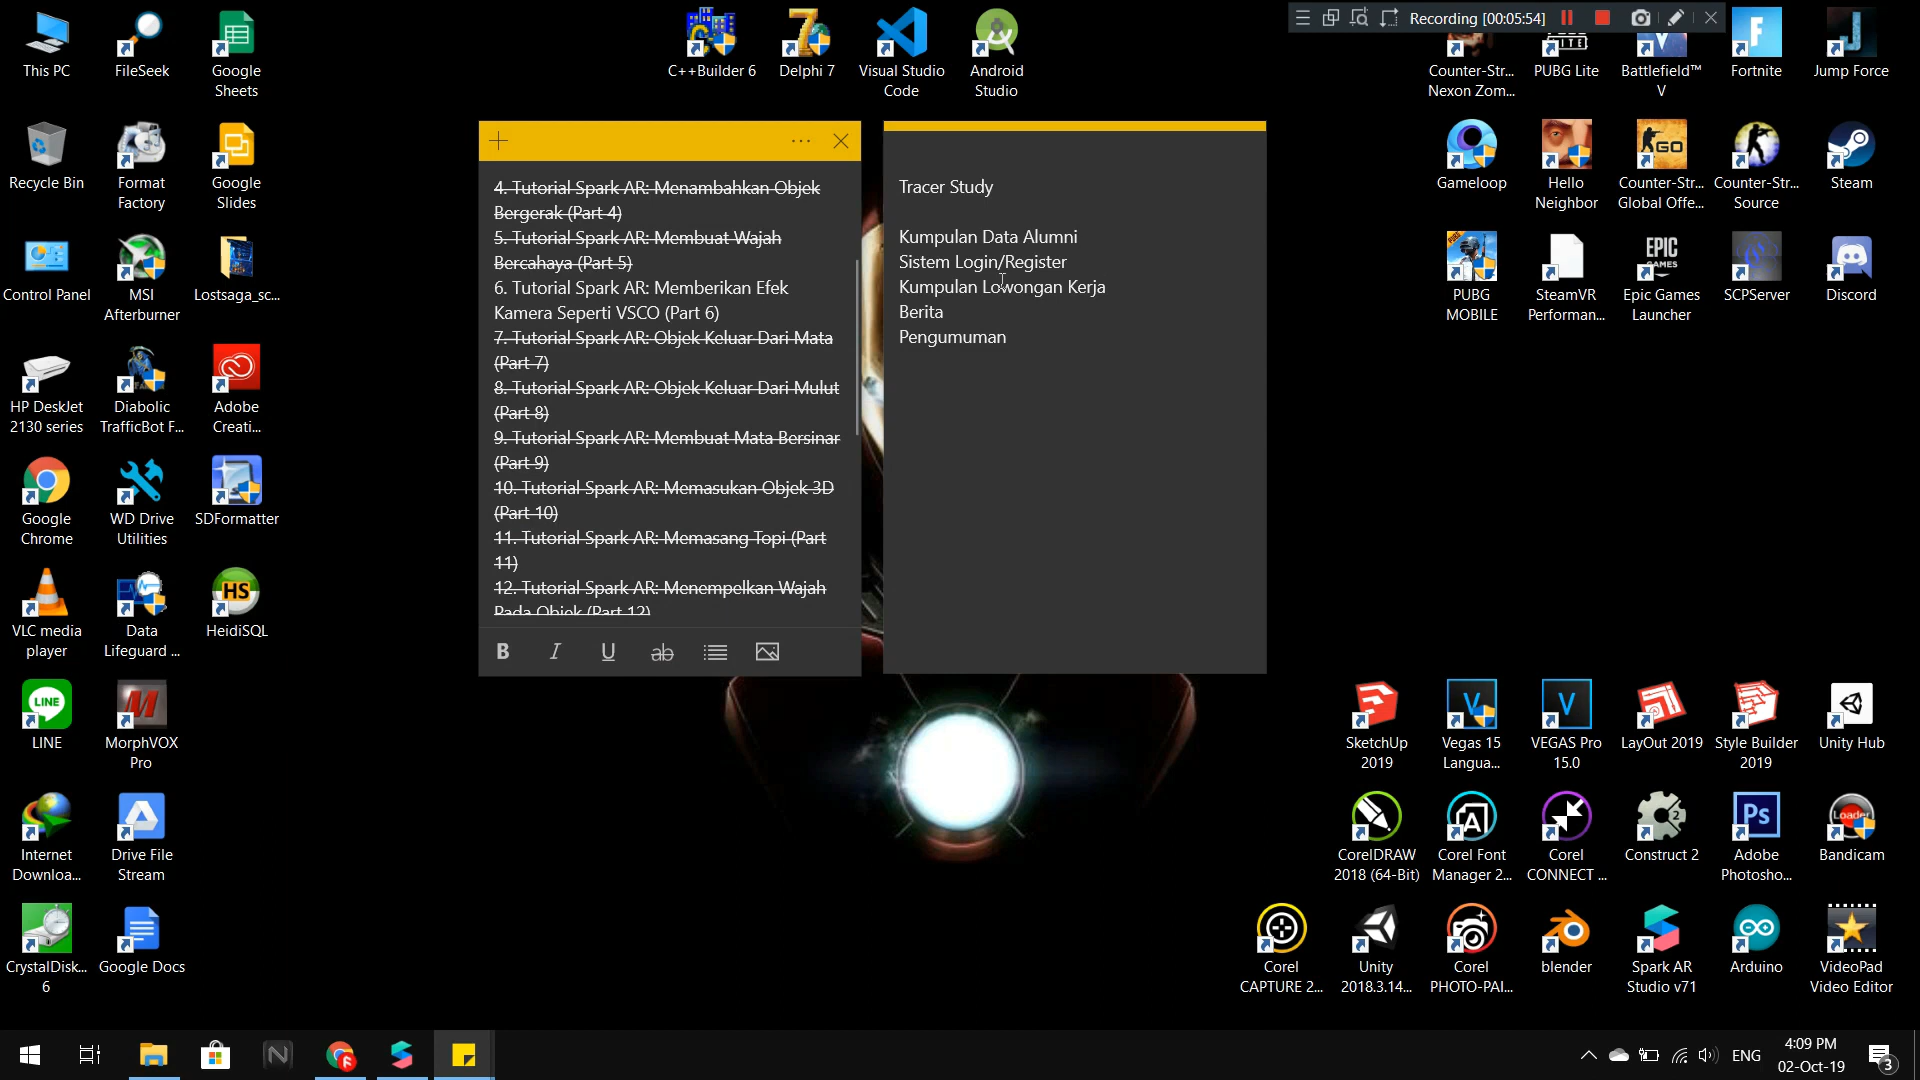 Recording [00:05:54]
This PC
FileSeek
Google
Sheets
C++Builder 6
Delphi 7
Visual Studio
Code
Android
Studio
Counter-Str...
Nexon Zom...
PUBG Lite
Battlefield™
V
Fortnite
Jump Force
Recycle Bin
Format
Factory
Google
Slides
Gameloop
Hello
Neighbor
Counter-Str...
Global Offe...
Counter-Str...
Source
Steam
Control Panel
MSI
Afterburner
Lostsaga_sc...
PUBG
MOBILE
SteamVR
Performan...
Epic Games
Launcher
SCPServer
Discord
HP DeskJet
2130 series
Diabolic
TrafficBot F...
Adobe
Creati...
Google
Chrome
WD Drive
Utilities
SDFormatter
VLC media
player
Data
Lifeguard ...
HeidiSQL
LINE
MorphVOX
Pro
Internet
Downloa...
Drive File
Stream
CrystalDisk...
6
Google Docs
4. Tutorial Spark AR: Menambahkan Objek
Bergerak (Part 4)
5. Tutorial Spark AR: Membuat Wajah
Bercahaya (Part 5)
6. Tutorial Spark AR: Memberikan Efek
Kamera Seperti VSCO (Part 6)
7. Tutorial Spark AR: Objek Keluar Dari Mata
(Part 7)
8. Tutorial Spark AR: Objek Keluar Dari Mulut
(Part 8)
9. Tutorial Spark AR: Membuat Mata Bersinar
(Part 9)
10. Tutorial Spark AR: Memasukan Objek 3D
(Part 10)
11. Tutorial Spark AR: Memasang Topi (Part
11)
12. Tutorial Spark AR: Menempelkan Wajah
Pada Objek (Part 12)
B I U ab
Tracer Study
Kumpulan Data Alumni
Sistem Login/Register
Kumpulan Lowongan Kerja
Berita
Pengumuman
SketchUp
2019
Vegas 15
Langua...
VEGAS Pro
15.0
LayOut 2019
Style Builder
2019
Unity Hub
CorelDRAW
2018 (64-Bit)
Corel Font
Manager 2...
Corel
CONNECT ...
Construct 2
Adobe
Photosho...
Bandicam
Corel
CAPTURE 2...
Unity
2018.3.14...
Corel
PHOTO-PAI...
blender
Spark AR
Studio v71
Arduino
VideoPad
Video Editor
ENG
4:09 PM
02-Oct-19
3